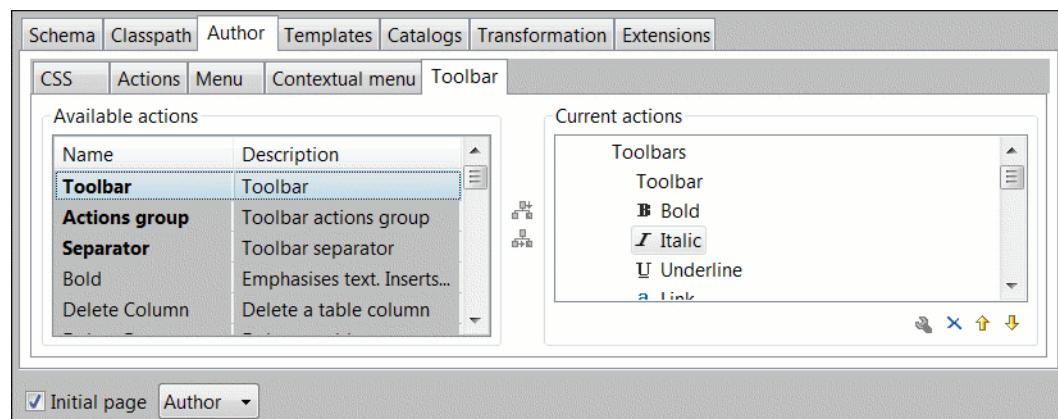 Schema Classpath Author Templates Catalogs Transformation Extensions
CSS Actions Menu Contextual menu Toolbar
Available actions
Name Description
Toolbar Toolbar
Actions group Toolbar actions group
Separator Toolbar separator
Bold Emphasises text. Inserts...
Delete Column Delete a table column
Current actions
Toolbars
Toolbar
B Bold
I Italic
U Underline
a Link
Initial page Author